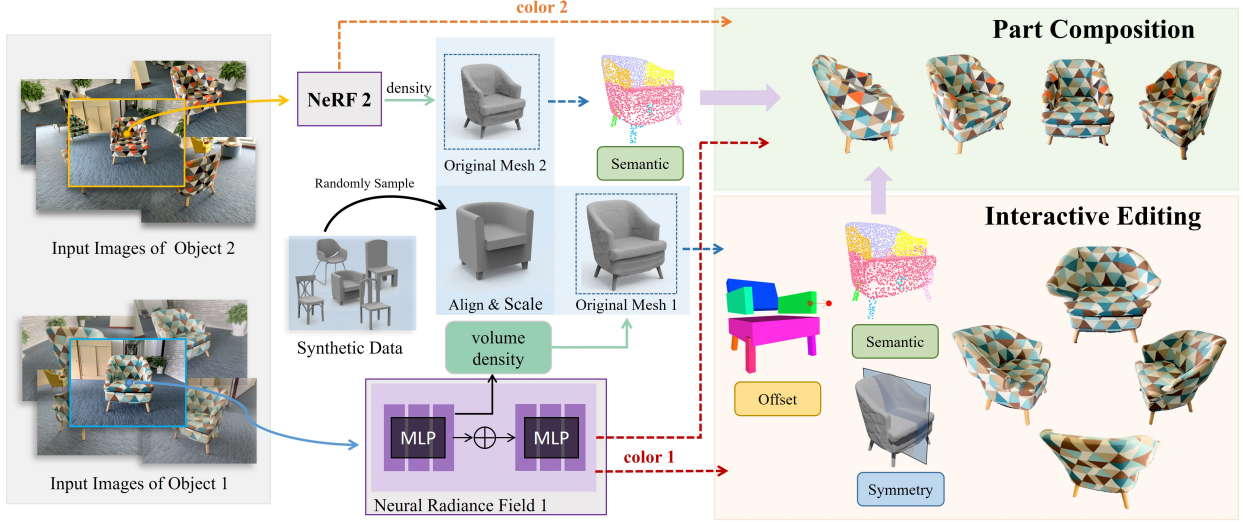 color 2
Part Composition
NeRF 2
density
Original Mesh 2
Semantic
Randomly Sample
Input Images of Object 2
Interactive Editing
Align & Scale
Original Mesh 1
Synthetic Data
volume
density
Semantic
Offset
MLP
MLP
color 1
Symmetry
Input Images of Object 1
Neural Radiance Field 1